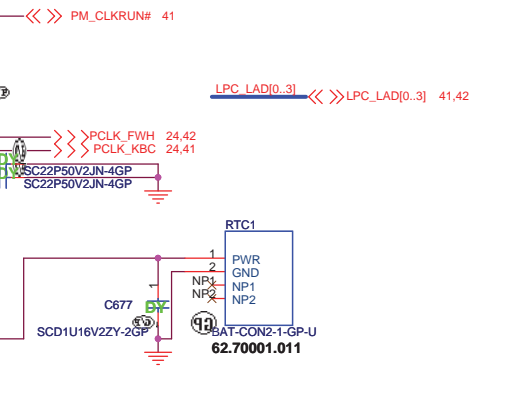 PM_CLKRUN# 41
LPC_LAD[0..3]
LPC_LAD[0..3] 41,42
PCLK_FWH 24,42
PCLK_KBC 24,41
SC22P50V2JN-4GP
SC22P50V2JN-4GP
RTC1
1 PWR
2 GND
NP1 NP1
NP2 NP2
1
C677 DY
SCD1U16V2ZY-2GP
GP BAT-CON2-1-GP-U
62.70001.011